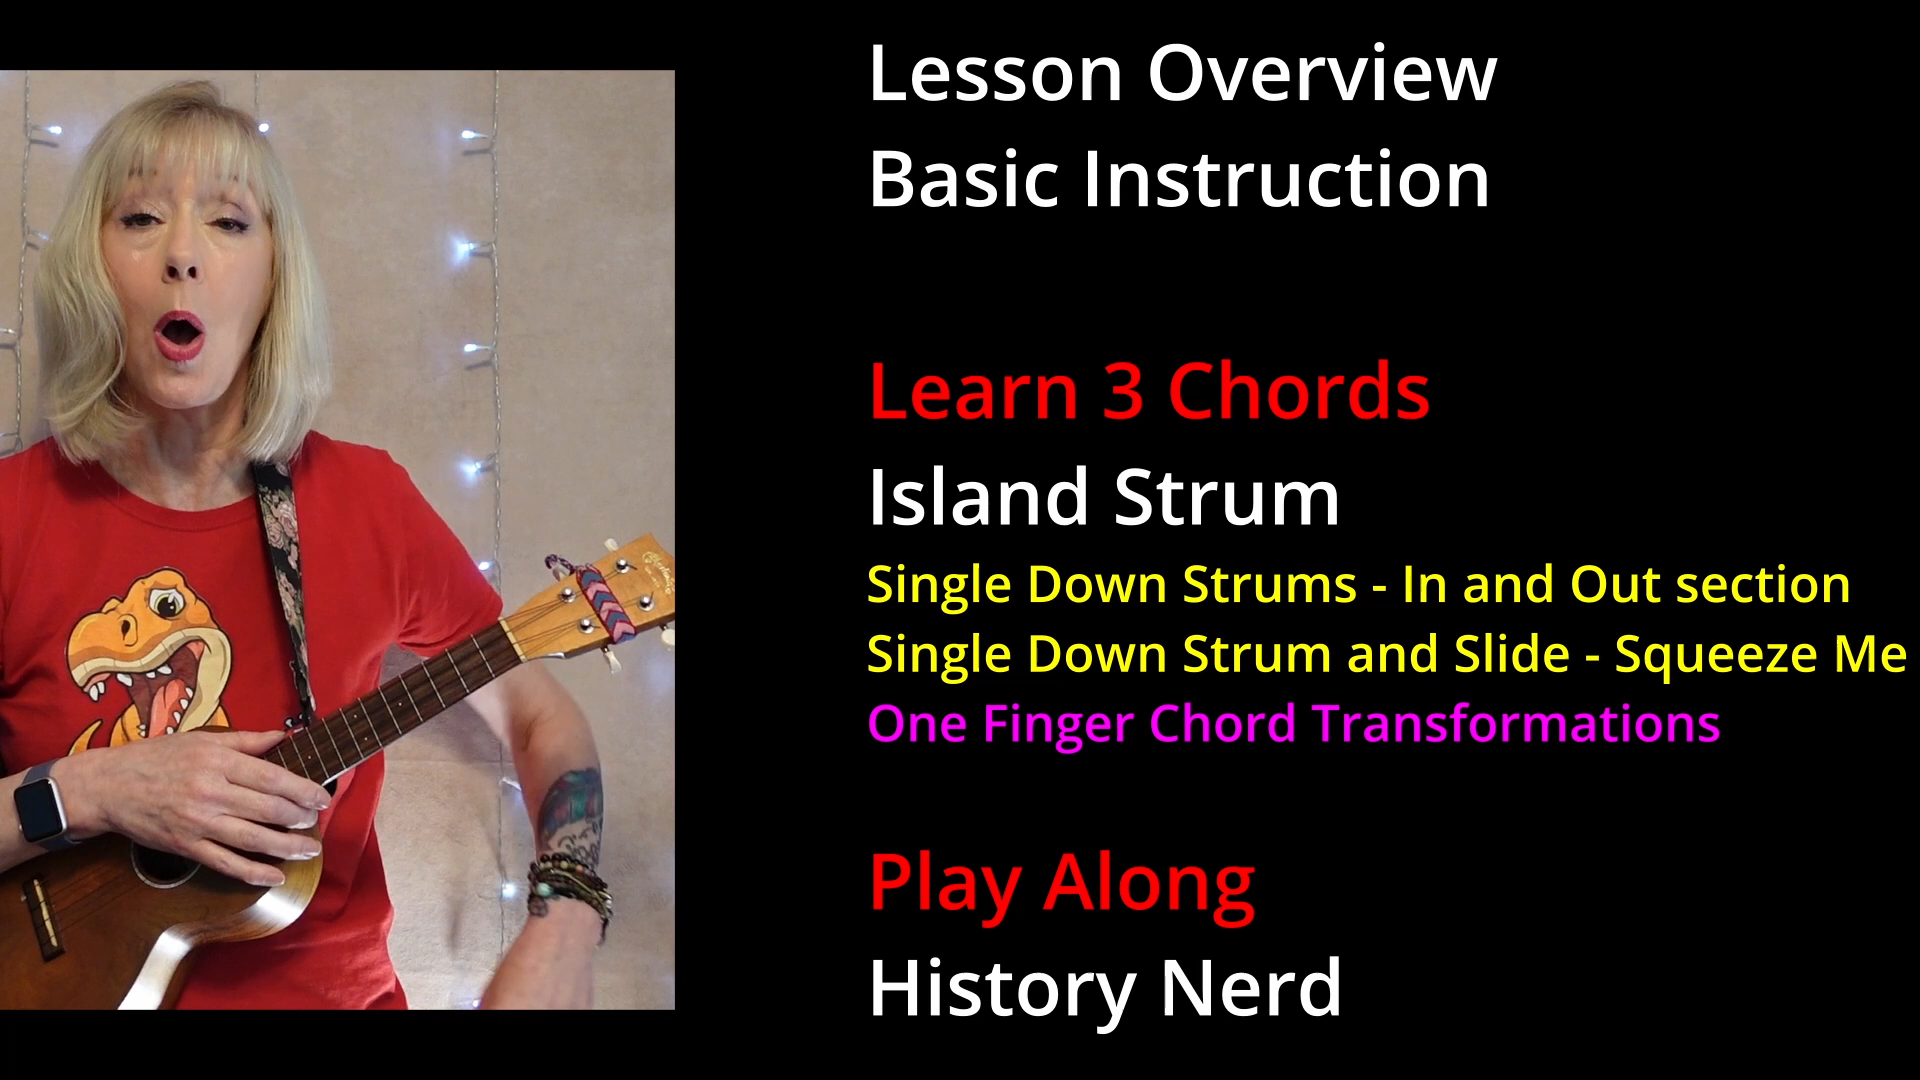 Lesson Overview
Basic Instruction
Learn 3 Chords
Island Strum
Single Down Strums - In and Out section
Single Down Strum and Slide - Squeeze Me
One Finger Chord Transformations
Play Along
History Nerd